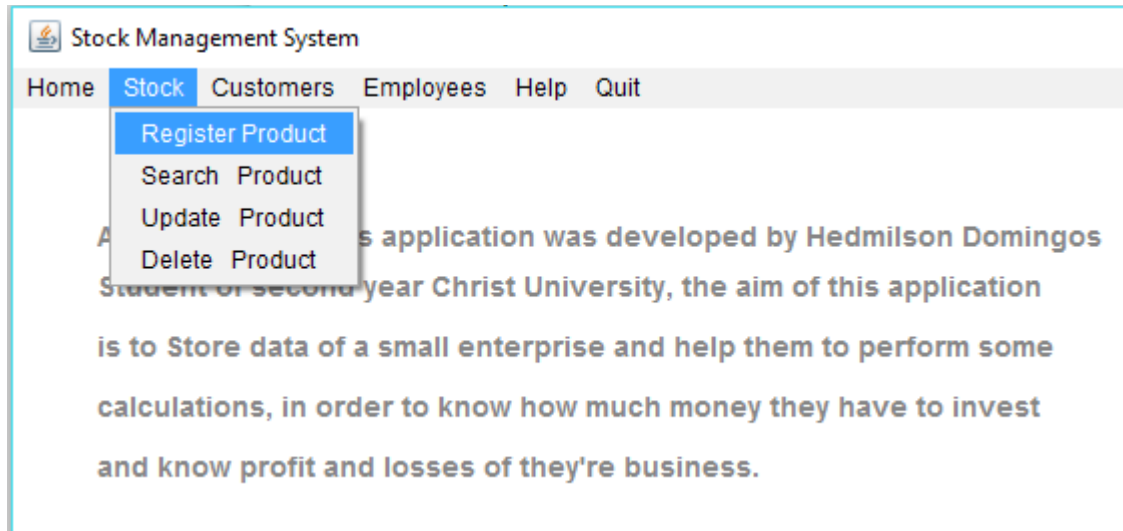 Stock Management System
Home Stock Customers Employees Help Quit
Register Product
Search Product
Update Product
Delete Product
application was developed by Hedmilson Domingos
Student of second year Christ University, the aim of this application
is to Store data of a small enterprise and help them to perform some
calculations, in order to know how much money they have to invest
and know profit and losses of they're business.